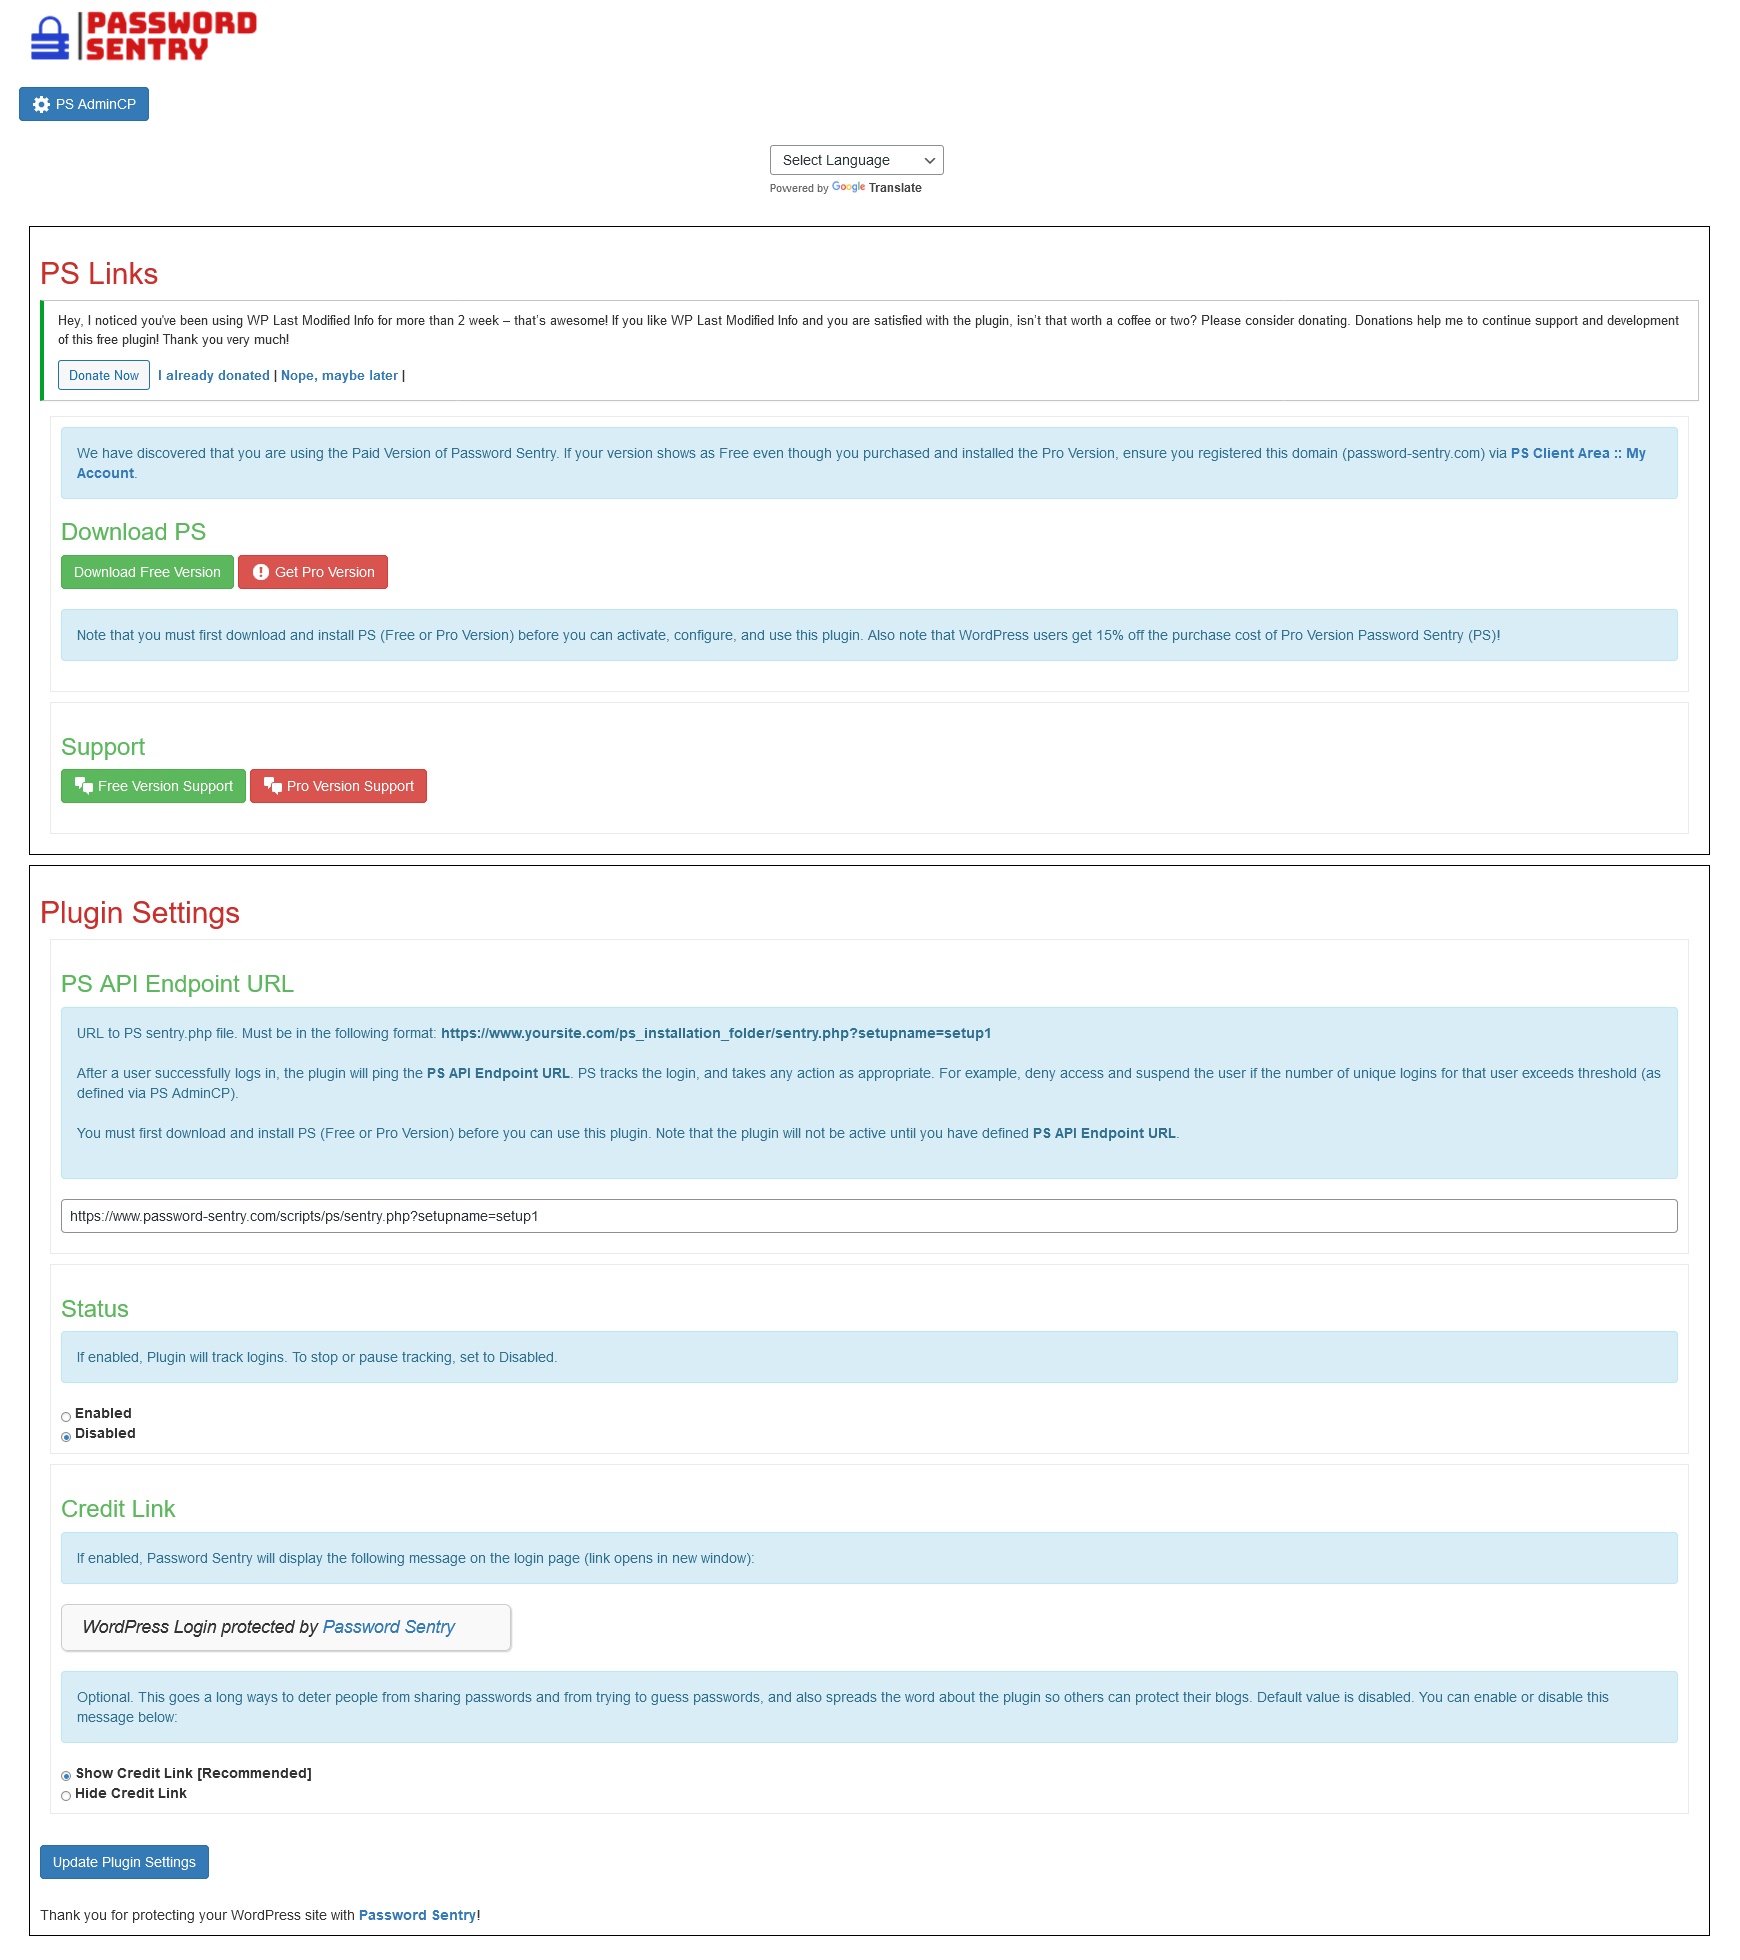 PASSWORD
SENTRY
PS AdminCP
Select Language
Powered by Google Translate
PS Links
Hey, I noticed you've been using WP Last Modified Info for more than 2 week – that's awesome! If you like WP Last Modified Info and you are satisfied with the plugin, isn't that worth a coffee or two? Please consider donating. Donations help me to continue support and development
of this free plugin! Thank you very much!
Donate Now I already donated | Nope, maybe later |
We have discovered that you are using the Paid Version of Password Sentry. If your version shows as Free even though you purchased and installed the Pro Version, ensure you registered this domain (password-sentry.com) via PS Client Area :: My
Account.
Download PS
Download Free Version Get Pro Version
Note that you must first download and install PS (Free or Pro Version) before you can activate, configure, and use this plugin. Also note that WordPress users get 15% off the purchase cost of Pro Version Password Sentry (PS)!
Support
Free Version Support Pro Version Support
Plugin Settings
PS API Endpoint URL
URL to PS sentry.php file. Must be in the following format: https://www.yoursite.com/ps_installation_folder/sentry.php?setupname=setup1
After a user successfully logs in, the plugin will ping the PS API Endpoint URL. PS tracks the login, and takes any action as appropriate. For example, deny access and suspend the user if the number of unique logins for that user exceeds threshold (as
defined via PS AdminCP).
You must first download and install PS (Free or Pro Version) before you can use this plugin. Note that the plugin will not be active until you have defined PS API Endpoint URL.
https://www.password-sentry.com/scripts/ps/sentry.php?setupname=setup1
Status
If enabled, Plugin will track logins. To stop or pause tracking, set to Disabled.
Enabled
Disabled
Credit Link
If enabled, Password Sentry will display the following message on the login page (link opens in new window):
WordPress Login protected by Password Sentry
Optional. This goes a long ways to deter people from sharing passwords and from trying to guess passwords, and also spreads the word about the plugin so others can protect their blogs. Default value is disabled. You can enable or disable this
message below:
Show Credit Link [Recommended]
Hide Credit Link
Update Plugin Settings
Thank you for protecting your WordPress site with Password Sentry!